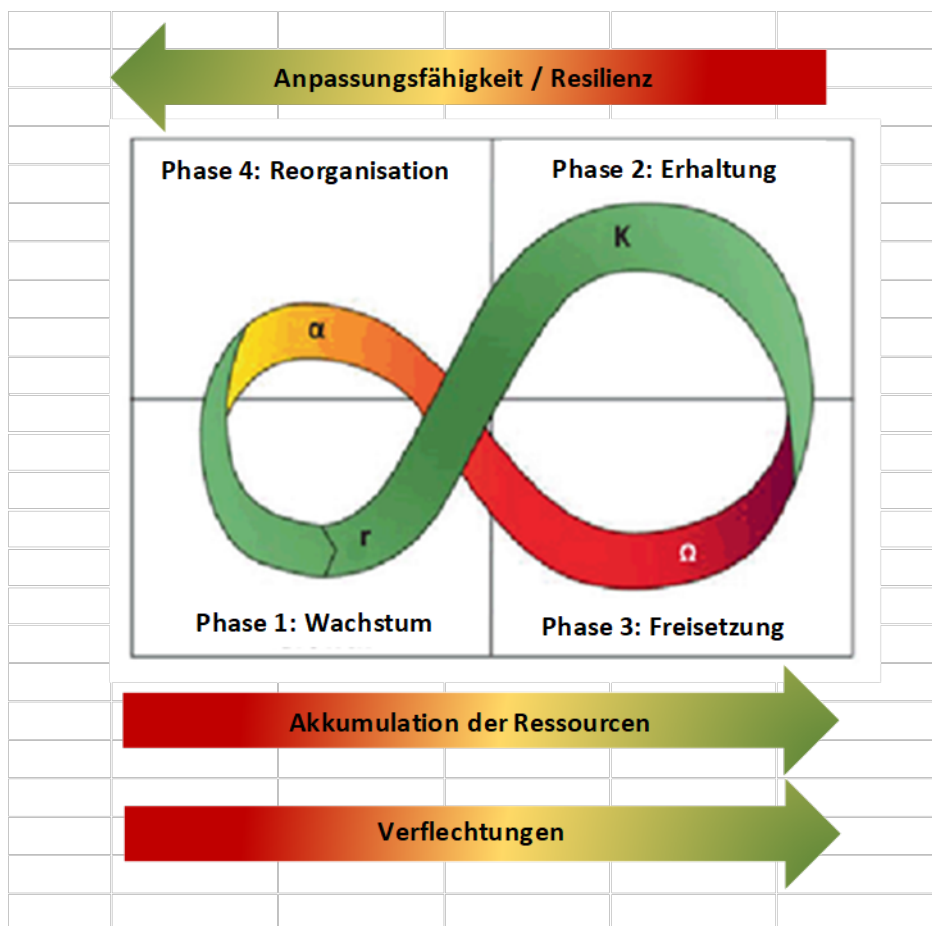 Anpassungsfähigkeit / Resilienz
Phase 4: Reorganisation
Phase 2: Erhaltung
K
α
r
Ω
Phase 1: Wachstum
Phase 3: Freisetzung
Akkumulation der Ressourcen
Verflechtungen